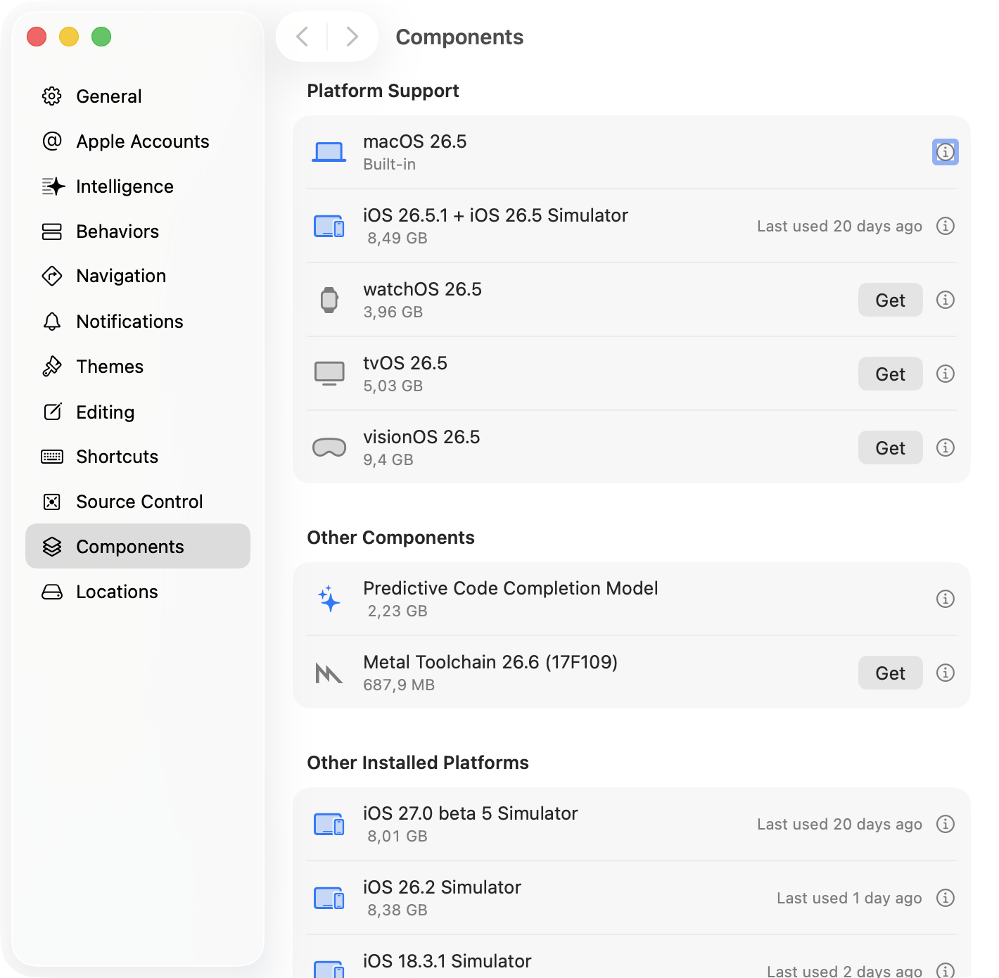 Components
General
Apple Accounts
Intelligence
Behaviors
Navigation
Notifications
Themes
Editing
Shortcuts
Source Control
Components
Locations
Platform Support
macOS 26.5
Built-in
iOS 26.5.1 + iOS 26.5 Simulator
8,49 GB
Last used 20 days ago
watchOS 26.5
3,96 GB
Get
tvOS 26.5
5,03 GB
Get
visionOS 26.5
9,4 GB
Get
Other Components
Predictive Code Completion Model
2,23 GB
Metal Toolchain 26.6 (17F109)
687,9 MB
Get
Other Installed Platforms
iOS 27.0 beta 5 Simulator
8,01 GB
Last used 20 days ago
iOS 26.2 Simulator
8,38 GB
Last used 1 day ago
iOS 18.3.1 Simulator
Last used 2 days ago